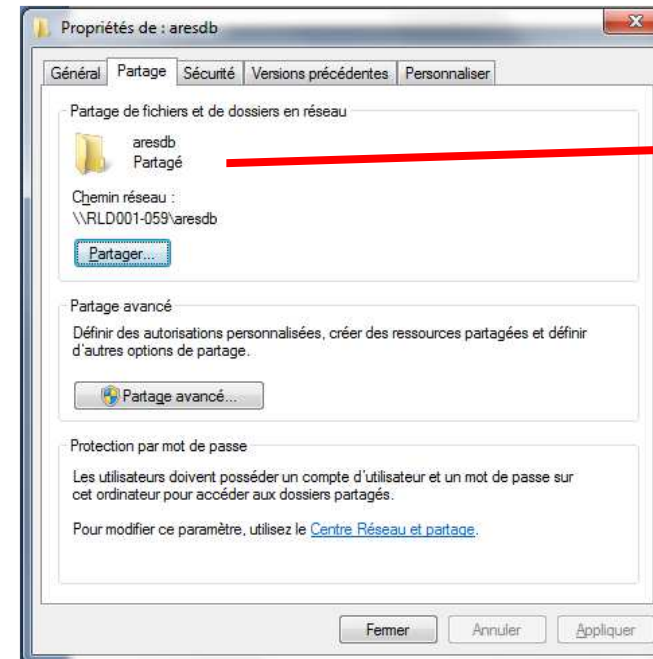 Propriétés de : aresdb
Général Partage Sécurité Versions précédentes Personnaliser
Partage de fichiers et de dossiers en réseau
aresdb
Partagé
Chemin réseau :
\\RLD001-059\aresdb
Partager...
Partage avancé
Définir des autorisations personnalisées, créer des ressources partagées et définir
d'autres options de partage.
Partage avancé...
Protection par mot de passe
Les utilisateurs doivent posséder un compte d'utilisateur et un mot de passe sur
cet ordinateur pour accéder aux dossiers partagés.
Pour modifier ce paramètre, utilisez le Centre Réseau et partage.
Fermer Annuler Appliquer